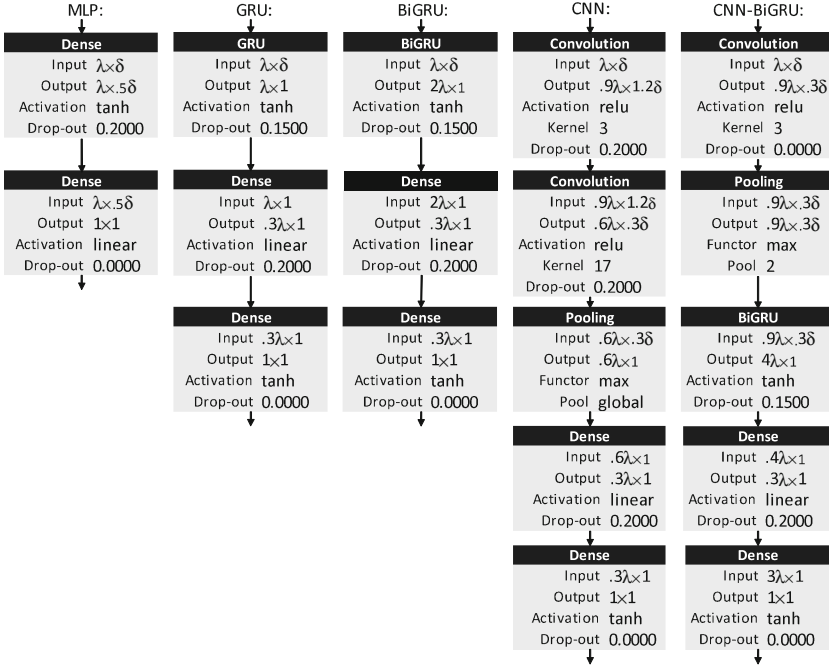 MLP:
Dense
Input λ×δ
Output λ×.5δ
Activation tanh
Drop-out 0.2000
Dense
Input λ×.5δ
Output 1×1
Activation linear
Drop-out 0.0000
GRU:
GRU
Input λ×δ
Output λ×1
Activation tanh
Drop-out 0.1500
Dense
Input λ×1
Output .3λ×1
Activation linear
Drop-out 0.2000
Dense
Input .3λ×1
Output 1×1
Activation tanh
Drop-out 0.0000
BiGRU:
BiGRU
Input λ×δ
Output 2λ×1
Activation tanh
Drop-out 0.1500
Dense
Input 2λ×1
Output .3λ×1
Activation linear
Drop-out 0.2000
Dense
Input .3λ×1
Output 1×1
Activation tanh
Drop-out 0.0000
CNN:
Convolution
Input λ×δ
Output .9λ×1.2δ
Activation relu
Kernel 3
Drop-out 0.2000
Convolution
Input .9λ×1.2δ
Output .6λ×.3δ
Activation relu
Kernel 17
Drop-out 0.2000
Pooling
Input .6λ×.3δ
Output .6λ×1
Functor max
Pool global
Dense
Input .6λ×1
Output .3λ×1
Activation linear
Drop-out 0.2000
Dense
Input .3λ×1
Output 1×1
Activation tanh
Drop-out 0.0000
CNN-BiGRU:
Convolution
Input λ×δ
Output .9λ×.3δ
Activation relu
Kernel 3
Drop-out 0.0000
Pooling
Input .9λ×.3δ
Output .9λ×.3δ
Functor max
Pool 2
BiGRU
Input .9λ×.3δ
Output 4λ×1
Activation tanh
Drop-out 0.1500
Dense
Input .4λ×1
Output .3λ×1
Activation linear
Drop-out 0.2000
Dense
Input 3λ×1
Output 1×1
Activation tanh
Drop-out 0.0000